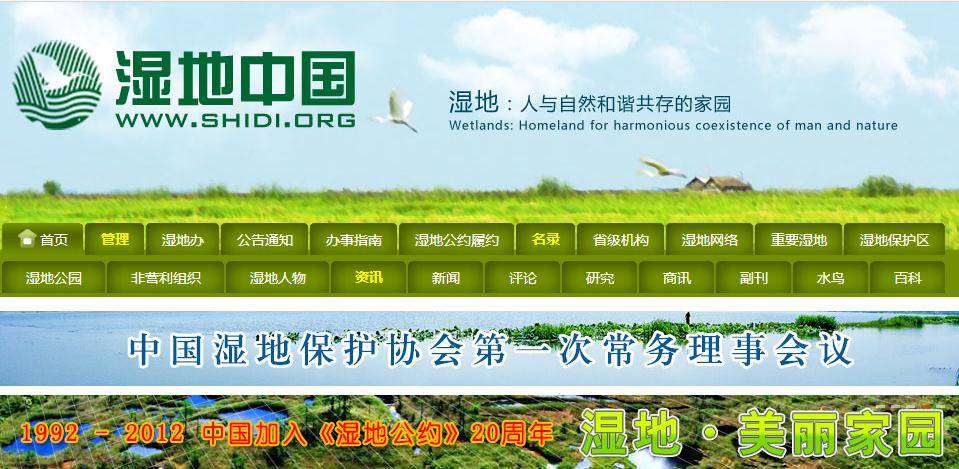 湿地中国
WWW.SHIDI.ORG
湿地：人与自然和谐共存的家园
Wetlands: Homeland for harmonious coexistence of man and nature
首页 管理 湿地办 公告通知 办事指南 湿地公约履约 名录 省级机构 湿地网络 重要湿地 湿地保护区
湿地公园 非营利组织 湿地人物 资讯 新闻 评论 研究 商讯 副刊 水鸟 百科
中国湿地保护协会第一次常务理事会议
1992 - 2012 中国加入《湿地公约》20周年 湿地·美丽家园